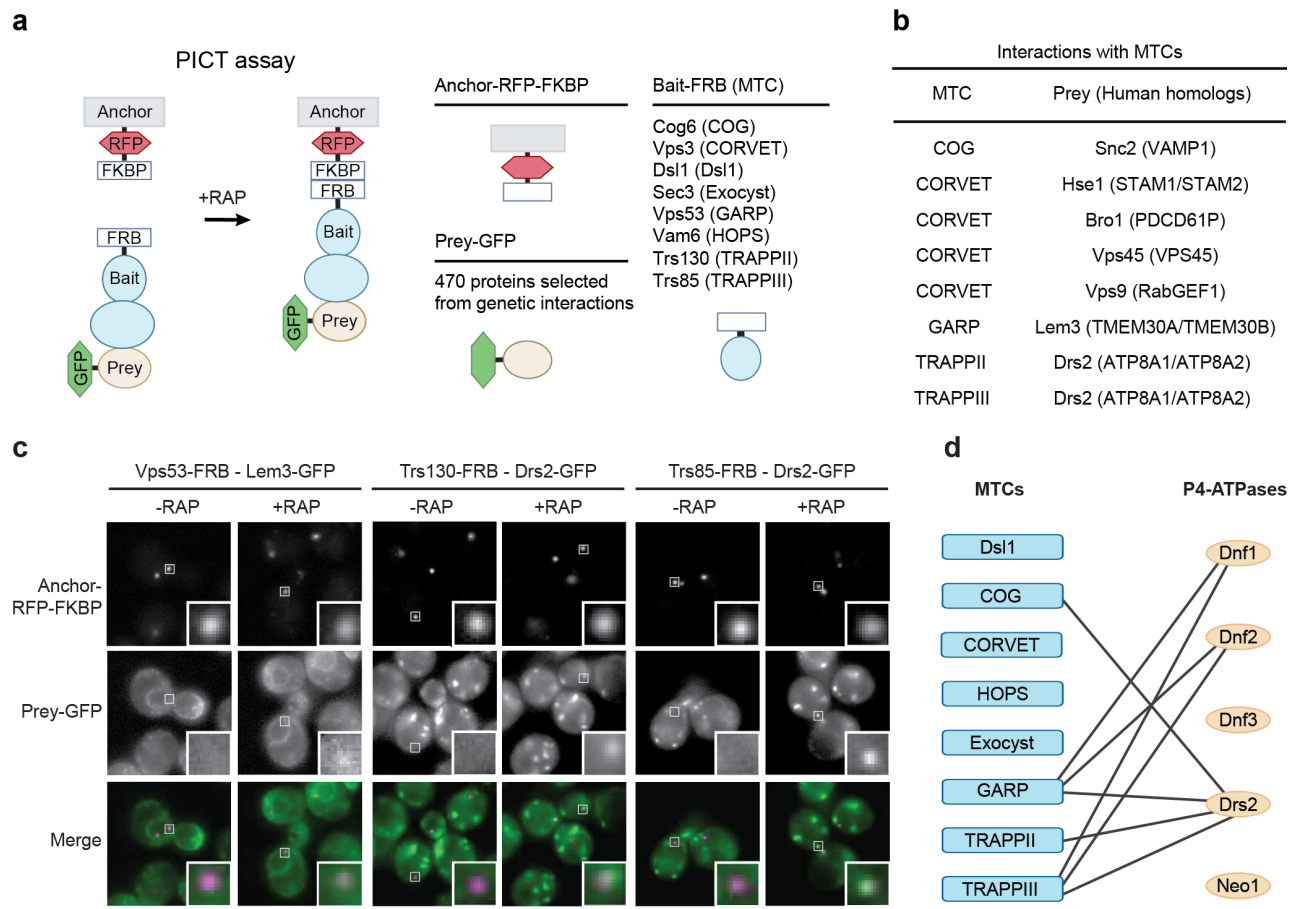 a
PICT assay
Anchor
RFP
FKBP
FRB
Bait
GFP
Prey
+RAP
Anchor
RFP
FKBP
FRB
Bait
GFP
Prey
Anchor-RFP-FKBP
Prey-GFP
470 proteins selected
from genetic interactions
Bait-FRB (MTC)
Cog6 (COG)
Vps3 (CORVET)
Dsl1 (Dsl1)
Sec3 (Exocyst)
Vps53 (GARP)
Vam6 (HOPS)
Trs130 (TRAPPII)
Trs85 (TRAPPIII)
b
Interactions with MTCs
MTC Prey (Human homologs)
COG Snc2 (VAMP1)
CORVET Hse1 (STAM1/STAM2)
CORVET Bro1 (PDCD61P)
CORVET Vps45 (VPS45)
CORVET Vps9 (RabGEF1)
GARP Lem3 (TMEM30A/TMEM30B)
TRAPPII Drs2 (ATP8A1/ATP8A2)
TRAPPIII Drs2 (ATP8A1/ATP8A2)
c
Vps53-FRB - Lem3-GFP Trs130-FRB - Drs2-GFP Trs85-FRB - Drs2-GFP
-RAP +RAP -RAP +RAP -RAP +RAP
Anchor-
RFP-FKBP
Prey-GFP
Merge
d
MTCs P4-ATPases
Dsl1
COG
CORVET
HOPS
Exocyst
GARP
TRAPPII
TRAPPIII
Dnf1
Dnf2
Dnf3
Drs2
Neo1